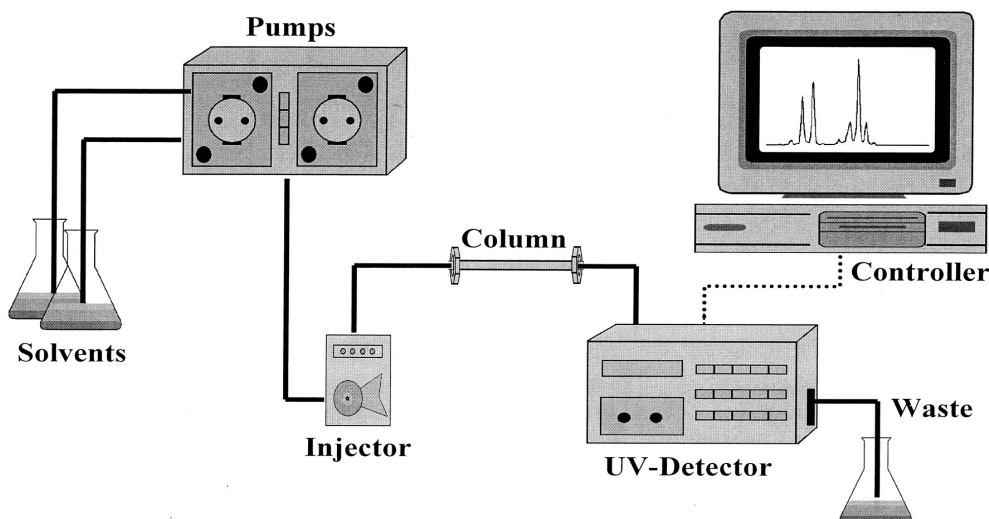 Pumps
Column
Controller
Solvents
Waste
Injector
UV-Detector